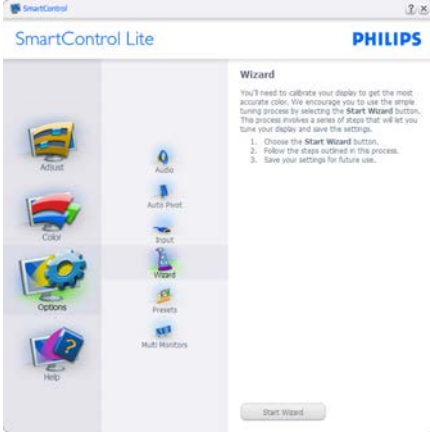 SmartControl
SmartControl Lite
PHILIPS
Adjust
Color
Options
Help
Audio
Auto Pivot
Input
Wizard
Presets
Multi Monitors
Wizard
You'll need to calibrate your display to get the most
accurate color. We encourage you to use the simple
tuning process by selecting the Start Wizard button.
This process involves a series of steps that will let you
tune your display and save the settings.
1. Choose the Start Wizard button.
2. Follow the steps outlined in this process.
3. Save your settings for future use.
Start Wizard